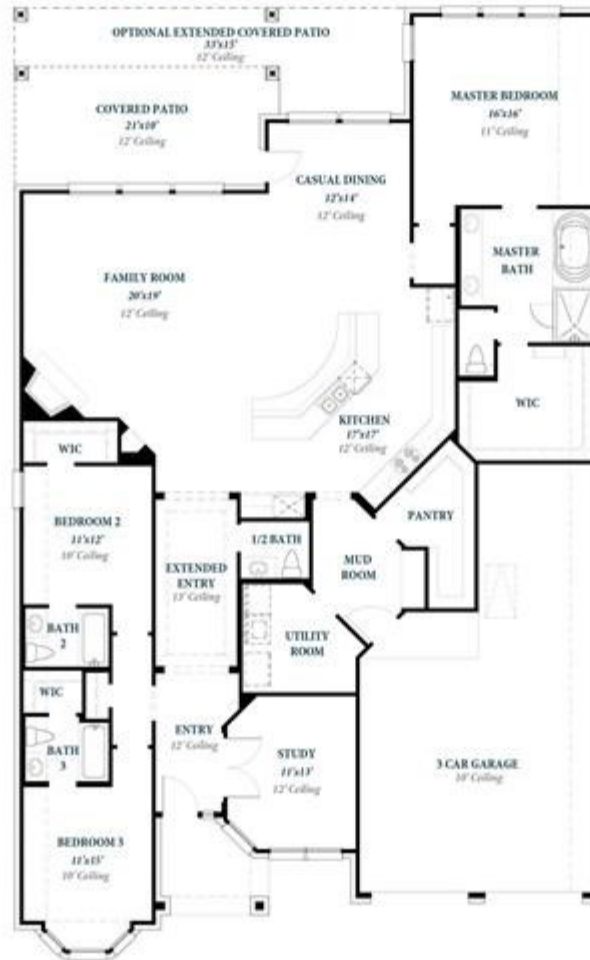 OPTIONAL EXTENDED COVERED PATIO
33'x15'
12' Ceiling
COVERED PATIO
21'x10'
12' Ceiling
MASTER BEDROOM
16'x16'
11' Ceiling
CASUAL DINING
12'x14'
12' Ceiling
FAMILY ROOM
20'x19'
12' Ceiling
MASTER
BATH
WIC
KITCHEN
17'x17'
12' Ceiling
WIC
BEDROOM 2
11'x12'
10' Ceiling
PANTRY
1/2 BATH
MUD
ROOM
EXTENDED
ENTRY
13' Ceiling
BATH
2
UTILITY
ROOM
WIC
ENTRY
12' Ceiling
BATH
3
STUDY
11'x13'
12' Ceiling
3 CAR GARAGE
10' Ceiling
BEDROOM 3
11'x15'
10' Ceiling